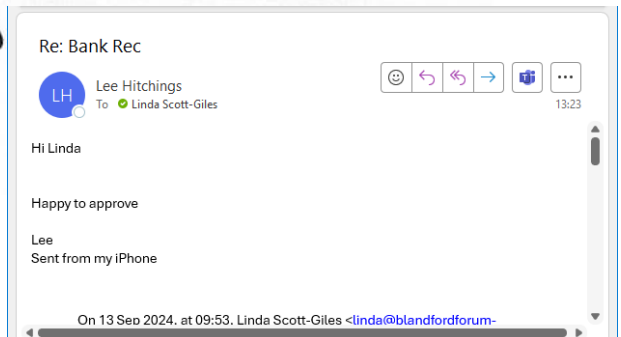 Re: Bank Rec
LH
Lee Hitchings
To Linda Scott-Giles
13:23
Hi Linda
Happy to approve
Lee
Sent from my iPhone
On 13 Sep 2024, at 09:53, Linda Scott-Giles <linda@blandfordforum-